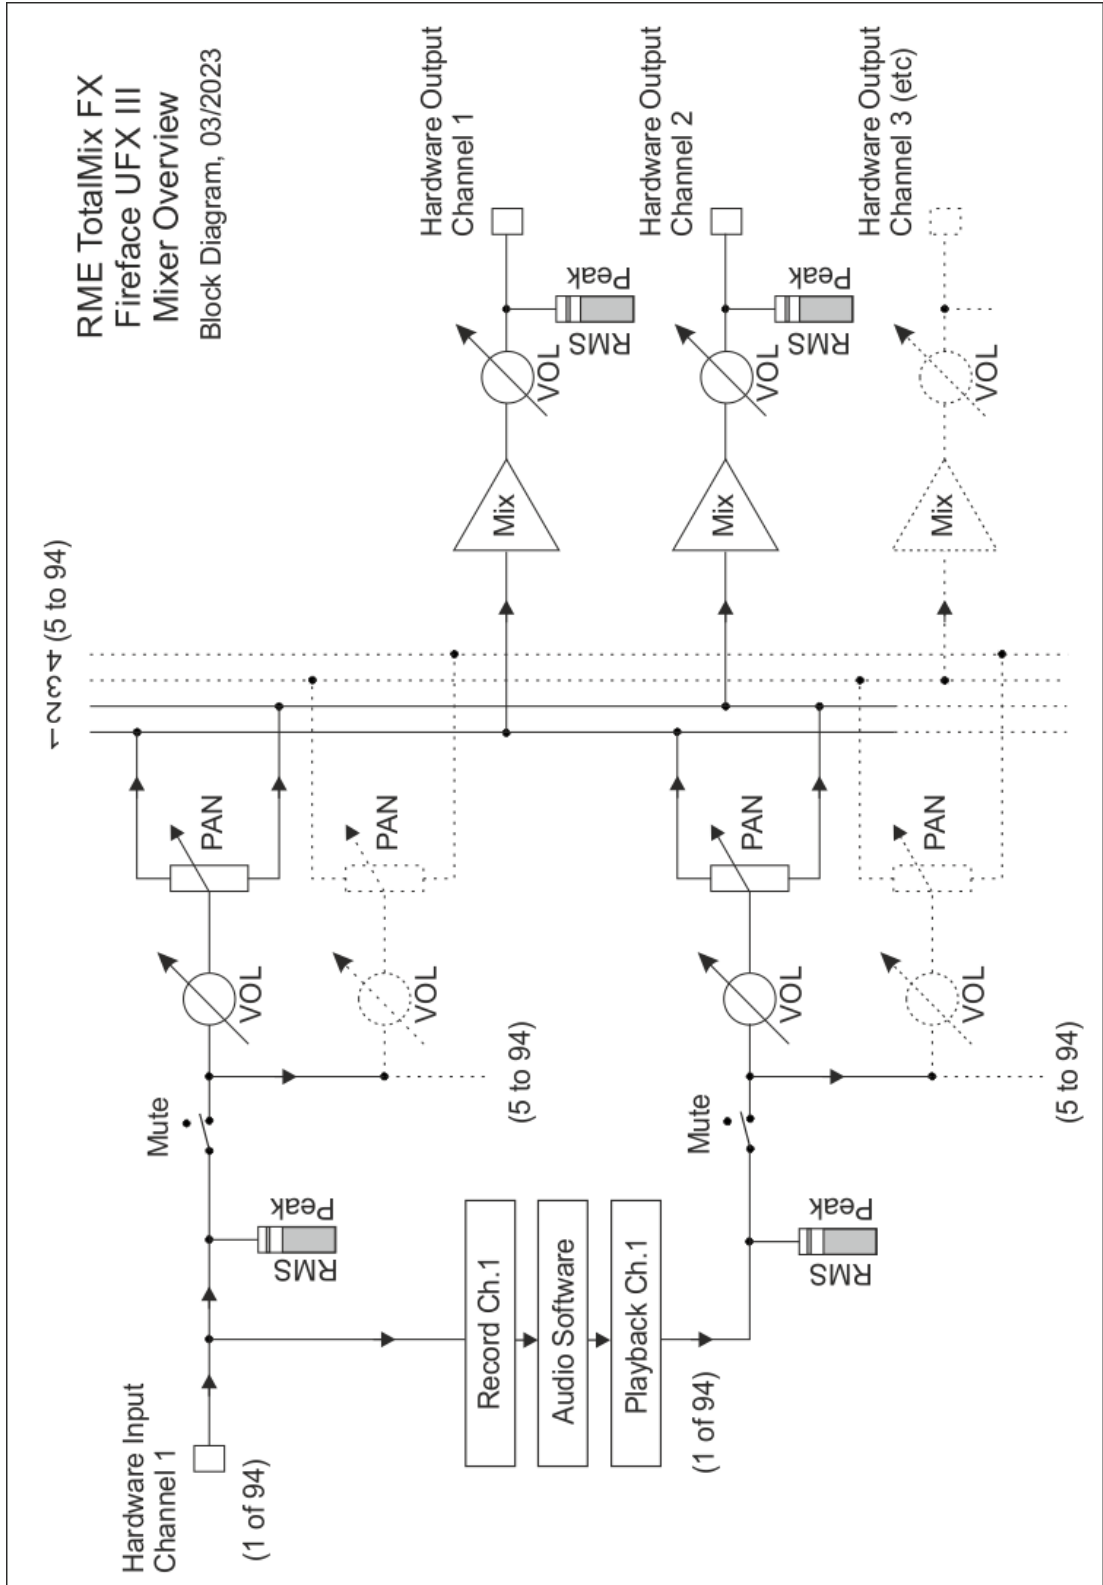 RME TotalMix FX
Fireface UFX III
Mixer Overview
Block Diagram, 03/2023
Hardware Input
Channel 1
(1 of 94)
RMS
Peak
Mute
VOL
PAN
VOL
PAN
(5 to 94)
1 2 3 4 (5 to 94)
Record Ch.1
Audio Software
Playback Ch.1
(1 of 94)
RMS
Peak
Mute
VOL
PAN
VOL
PAN
(5 to 94)
Mix
VOL
RMS
Peak
Hardware Output
Channel 1
Mix
VOL
RMS
Peak
Hardware Output
Channel 2
Mix
VOL
Hardware Output
Channel 3 (etc)